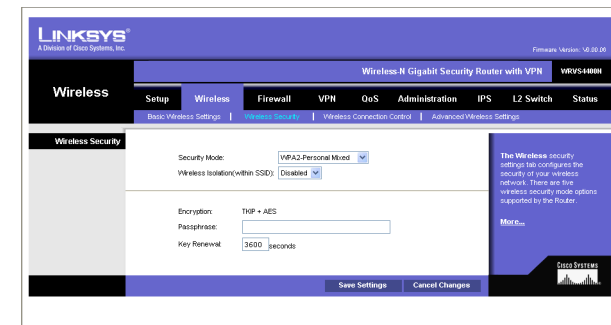 LINKSYS®
A Division of Cisco Systems, Inc.
Firmware Version: V0.00.06
Wireless-N Gigabit Security Router with VPN WRVS4400N
Wireless
Setup Wireless Firewall VPN QoS Administration IPS L2 Switch Status
Basic Wireless Settings | Wireless Security | Wireless Connection Control | Advanced Wireless Settings
Wireless Security
Security Mode: WPA2-Personal Mixed
Wireless Isolation(within SSID): Disabled
Encryption: TKIP + AES
Passphrase:
Key Renewal: 3600 seconds
The Wireless security
settings tab configures the
security of your wireless
network. There are five
wireless security mode options
supported by the Router.
More...
Save Settings Cancel Changes
CISCO SYSTEMS